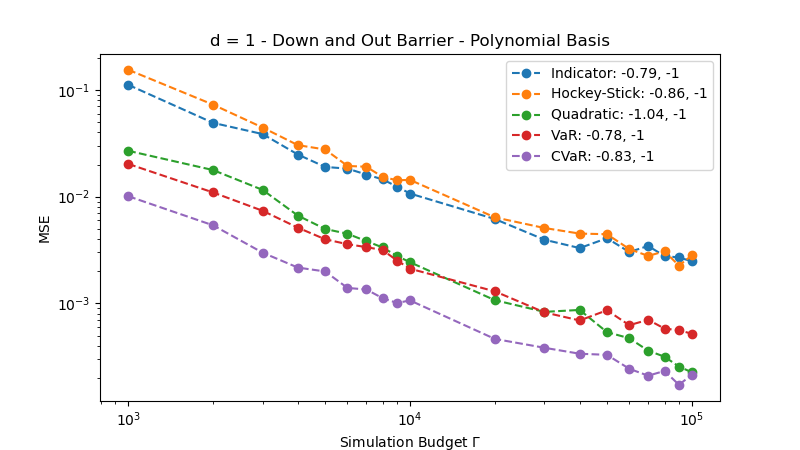 d = 1 - Down and Out Barrier - Polynomial Basis
Indicator: -0.79, -1
Hockey-Stick: -0.86, -1
Quadratic: -1.04, -1
VaR: -0.78, -1
CVaR: -0.83, -1
MSE
10⁻¹
10⁻²
10⁻³
10³
10⁴
10⁵
Simulation Budget Γ